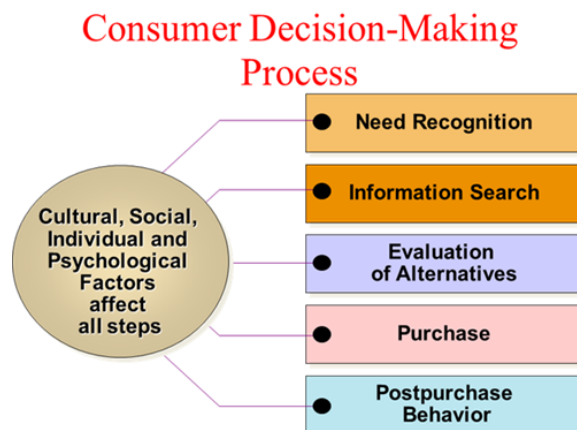 Consumer Decision-Making
Process
Need Recognition
Information Search
Cultural, Social,
Individual and
Psychological
Factors
affect
all steps
Evaluation
of Alternatives
Purchase
Postpurchase
Behavior